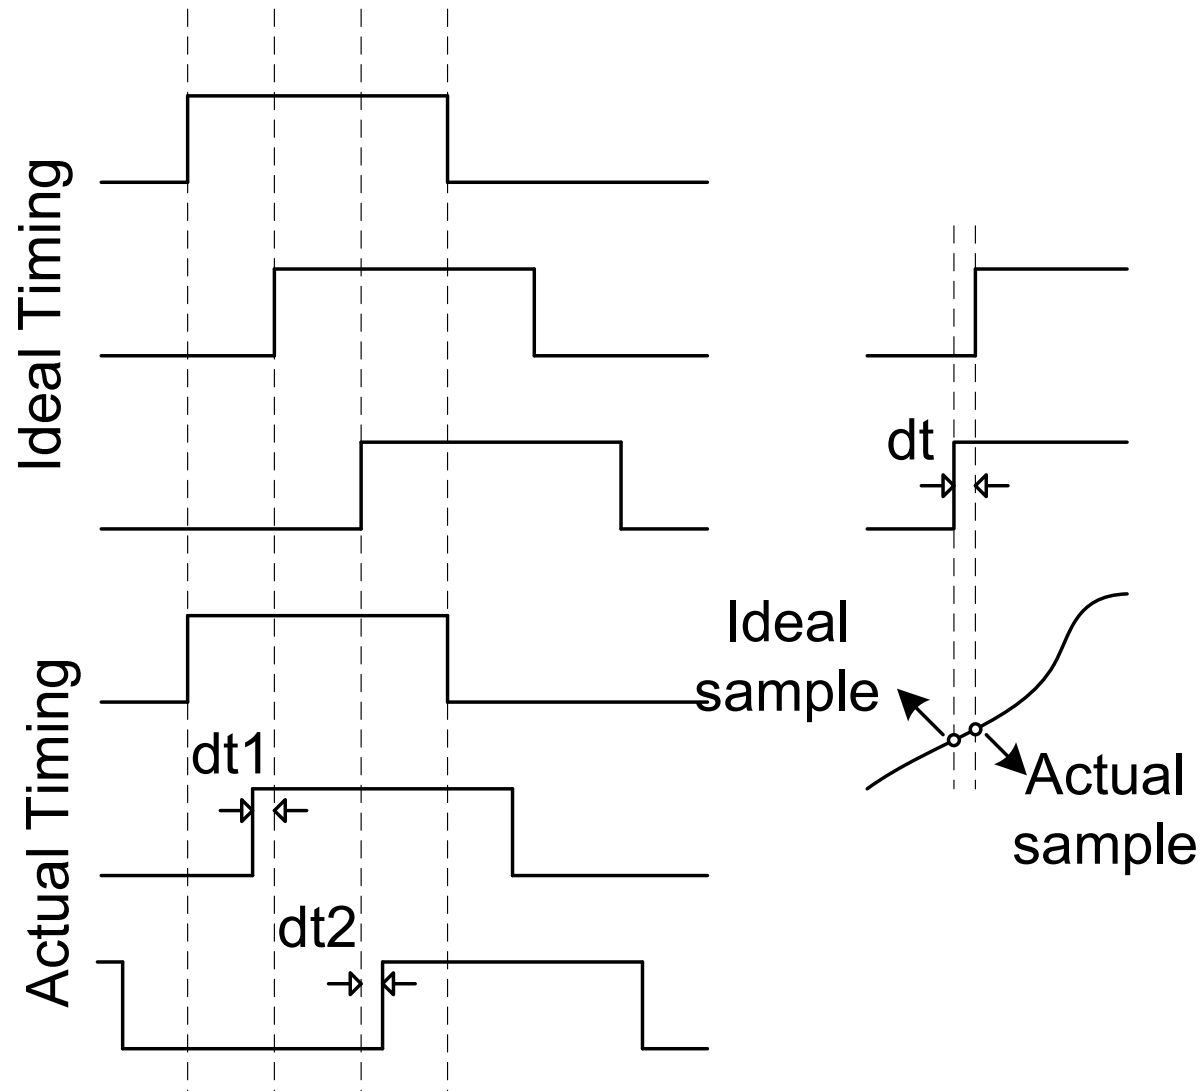 Ideal Timing
dt
Ideal
sample
Actual
sample
Actual Timing
dt1
dt2